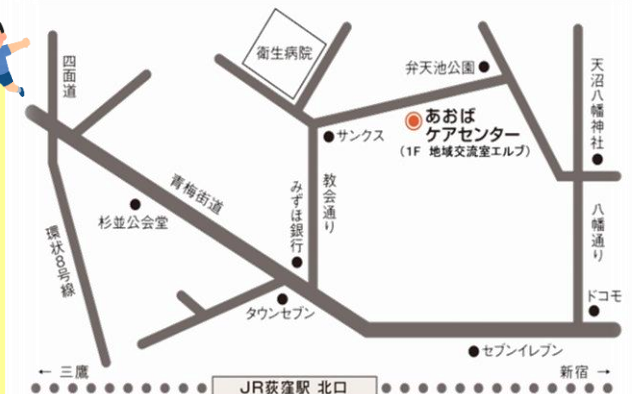 四面道
衛生病院
弁天池公園
天沼八幡神社
あおば
ケアセンター
(1F 地域交流室エルブ)
サンクス
青梅街道
みずほ銀行
教会通り
杉並公会堂
環状8号線
八幡通り
タウンセブン
ドコモ
セブンイレブン
← 三鷹
新宿 →
JR荻窪駅 北口